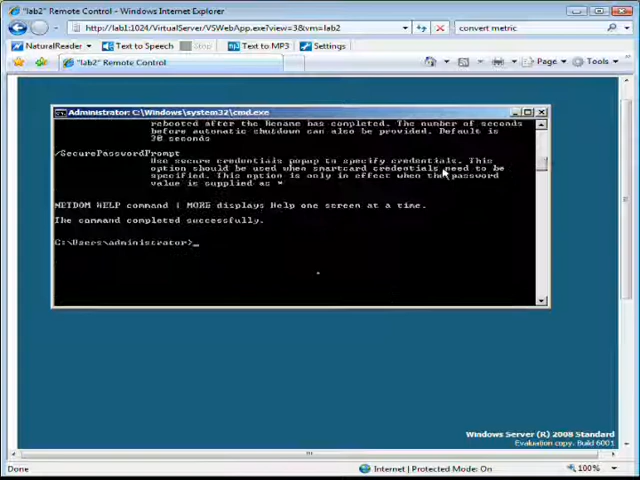 "lab2" Remote Control - Windows Internet Explorer
http://lab1:1024/VirtualServer/VSWebApp.exe?view=3&vm=lab2
convert metric
NaturalReader
Text to Speech
Text to MP3
Settings
"lab2" Remote Control
Page
Tools
Administrator: C:\Windows\system32\cmd.exe
rebooted after the Rename has completed. The number of seconds
before automatic shutdown can also be provided. Default is
30 seconds
/SecurePasswordPrompt
Use secure credentials popup to specify credentials. This
option should be used when smartcard credentials need to be
specified. This option is only in effect when the password
value is supplied as *
NETDOM HELP command | MORE displays Help one screen at a time.
The command completed successfully.
C:\Users\administrator>_
Windows Server (R) 2008 Standard
Evaluation copy. Build 6001
Done
Internet | Protected Mode: On
100%